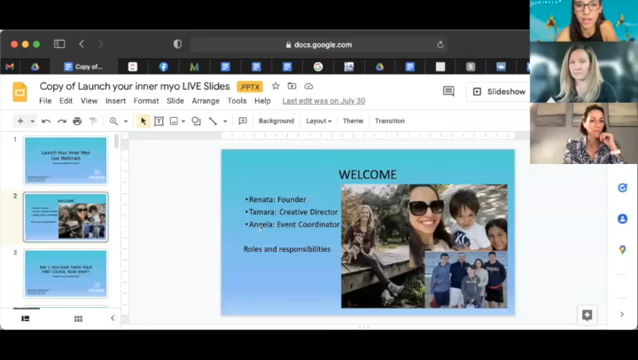 docs.google.com
Copy of...
Copy of Launch your inner myo LIVE Slides .PPTX
File Edit View Insert Format Slide Arrange Tools Help Last edit was on July 30
Slideshow
Background Layout Theme Transition
1
Launch Your Inner Myo
Live Webinars
2
WELCOME
3
WELCOME
•Renata: Founder
•Tamara: Creative Director
•Angela: Event Coordinator
Roles and responsibilities